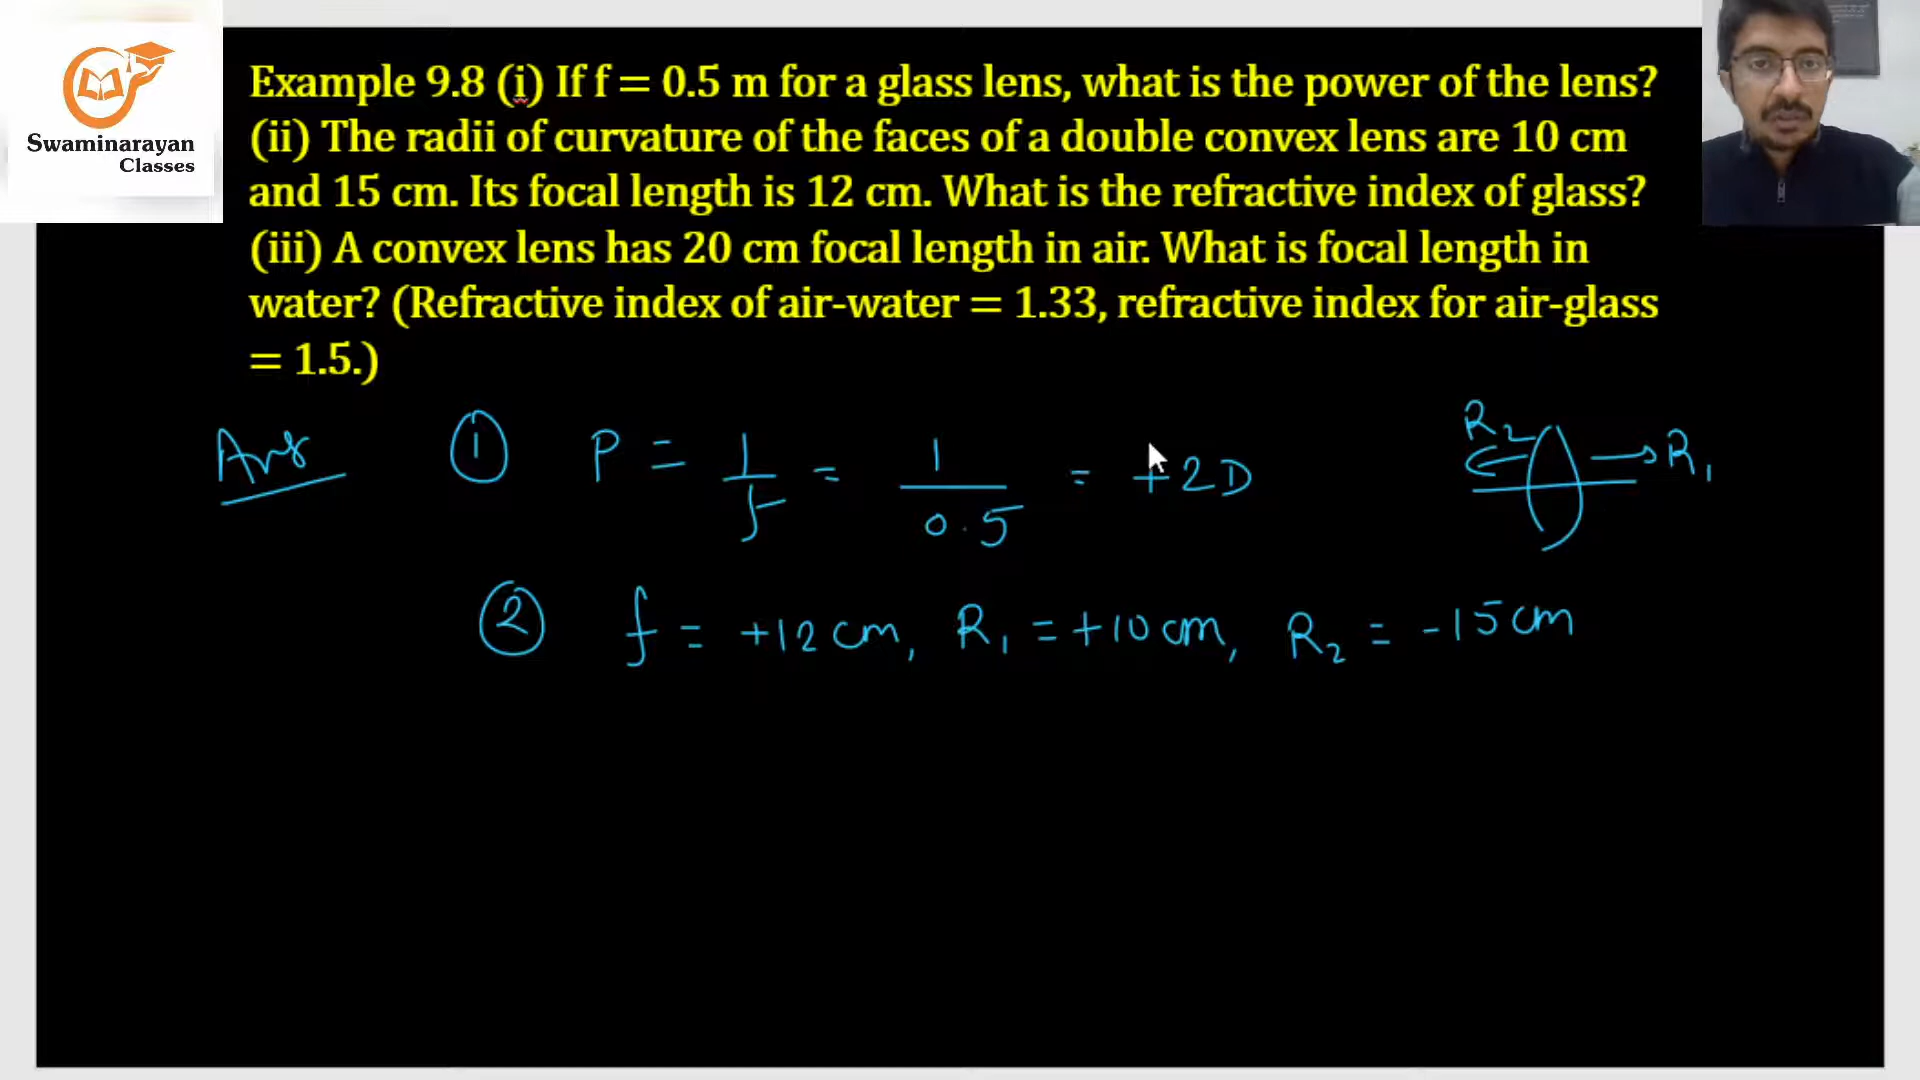 Swaminarayan
Classes
Example 9.8 (i) If f = 0.5 m for a glass lens, what is the power of the lens?
(ii) The radii of curvature of the faces of a double convex lens are 10 cm
and 15 cm. Its focal length is 12 cm. What is the refractive index of glass?
(iii) A convex lens has 20 cm focal length in air. What is focal length in
water? (Refractive index of air-water = 1.33, refractive index for air-glass
= 1.5.)
Ans ① P = 1/f = 1/0.5 = +2D
R₂ R₁
② f = +12 cm, R₁ = +10 cm, R₂ = -15 cm